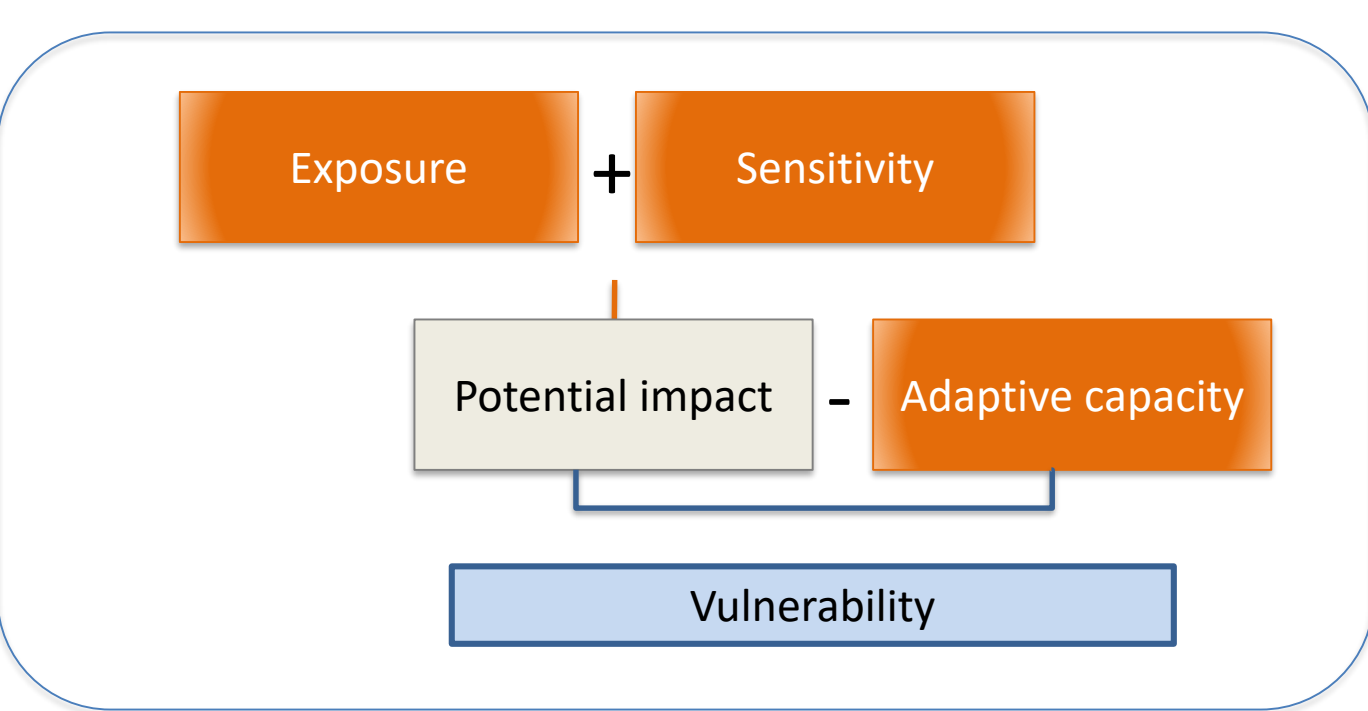 Exposure + Sensitivity
Potential impact - Adaptive capacity
Vulnerability